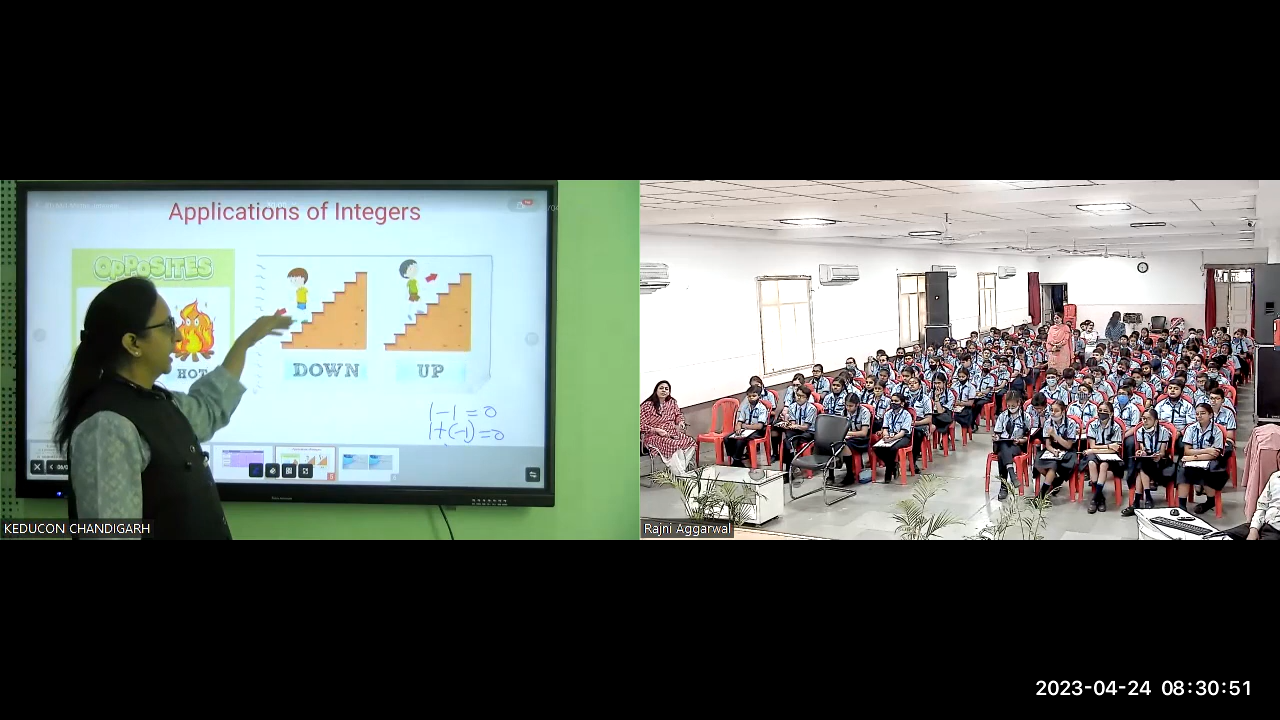 Applications of Integers
OPPOSITES
HOT
DOWN
UP
1-1=0
1+(-1)=0
KEDUCON CHANDIGARH
Rajni Aggarwal
2023-04-24 08:30:51